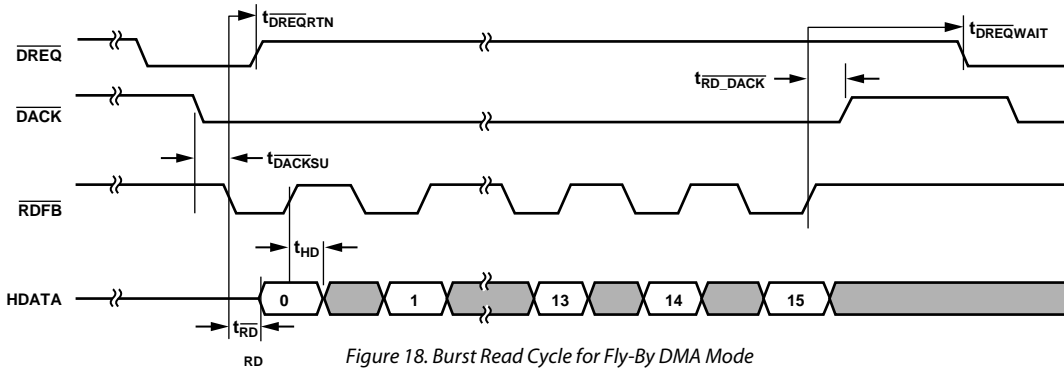 tDREQRTN
tDREQWAIT
DREQ
tRD_DACK
DACK
tDACKSU
RDFB
tHD
HDATA
0
1
13
14
15
tRD
RD
Figure 18. Burst Read Cycle for Fly-By DMA Mode